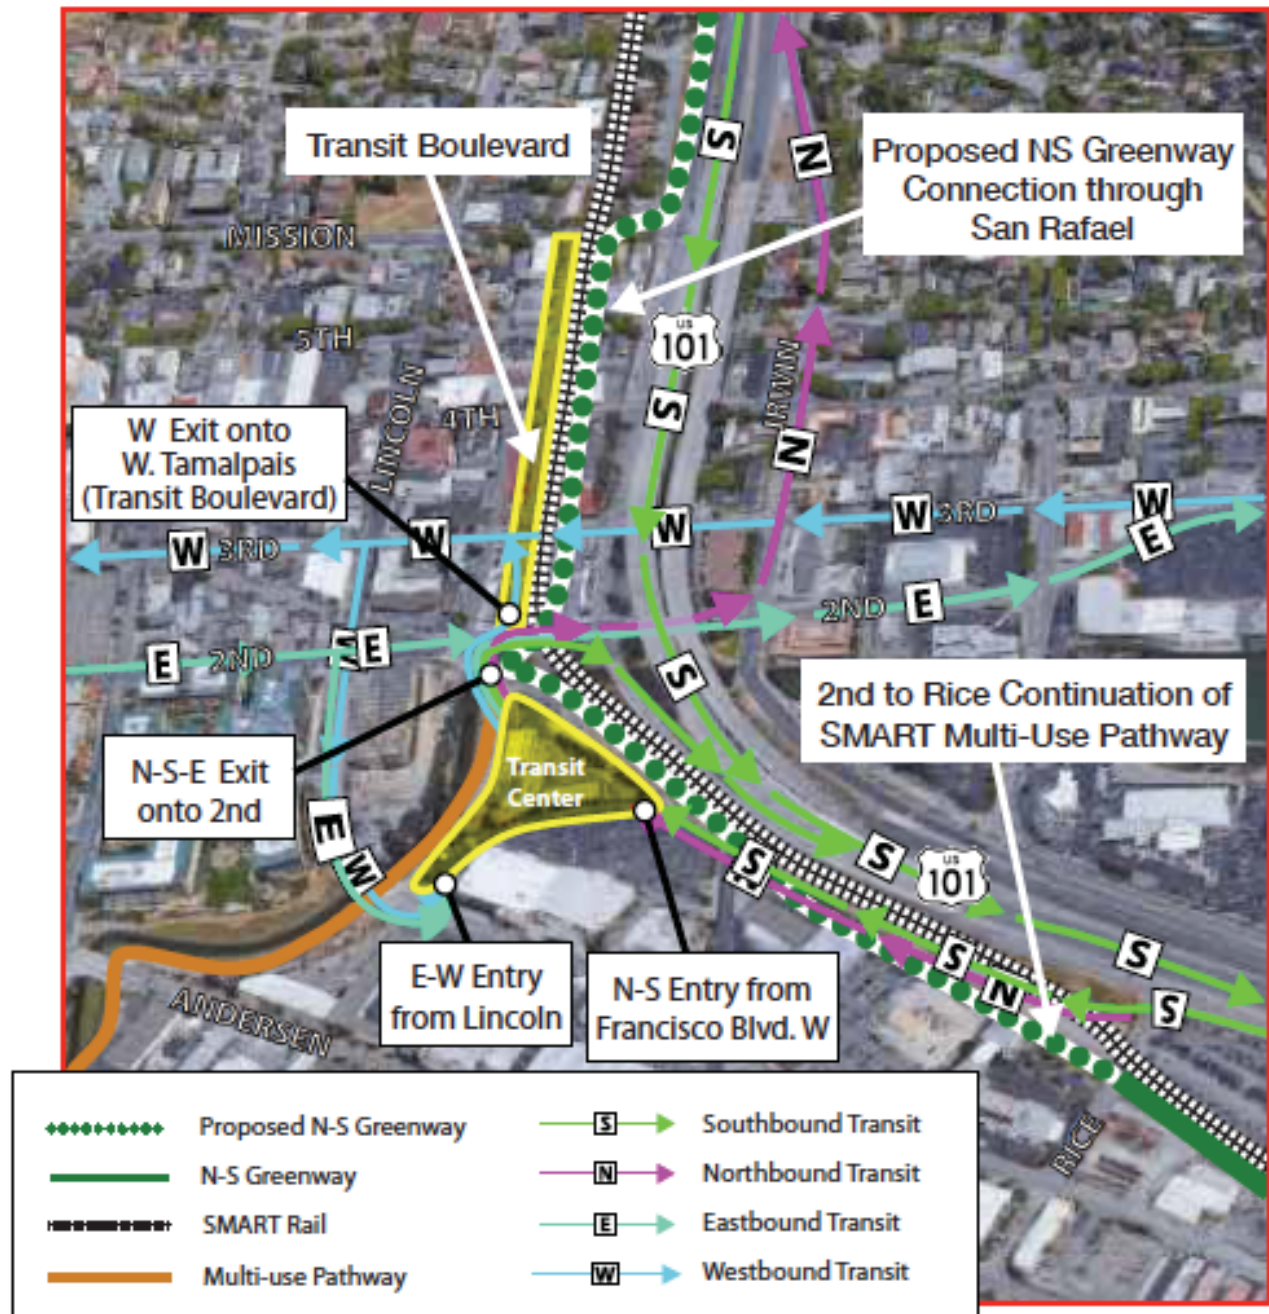 Transit Boulevard
Proposed NS Greenway
Connection through
San Rafael
S
N
MISSION
5TH
US
101
LINCOLN
IRWIN
4TH
S
N
W Exit onto
W. Tamalpais
(Transit Boulevard)
W
3RD
W
W
W
3RD
W
E
E
2ND
W
E
2ND
E
S
2nd to Rice Continuation of
SMART Multi-Use Pathway
N-S-E Exit
onto 2nd
Transit
Center
E
W
S
N
S
US
101
E-W Entry
from Lincoln
N-S Entry from
Francisco Blvd. W
S
N
S
S
ANDERSEN
RICE
Proposed N-S Greenway
N-S Greenway
SMART Rail
Multi-use Pathway
S
Southbound Transit
N
Northbound Transit
E
Eastbound Transit
W
Westbound Transit